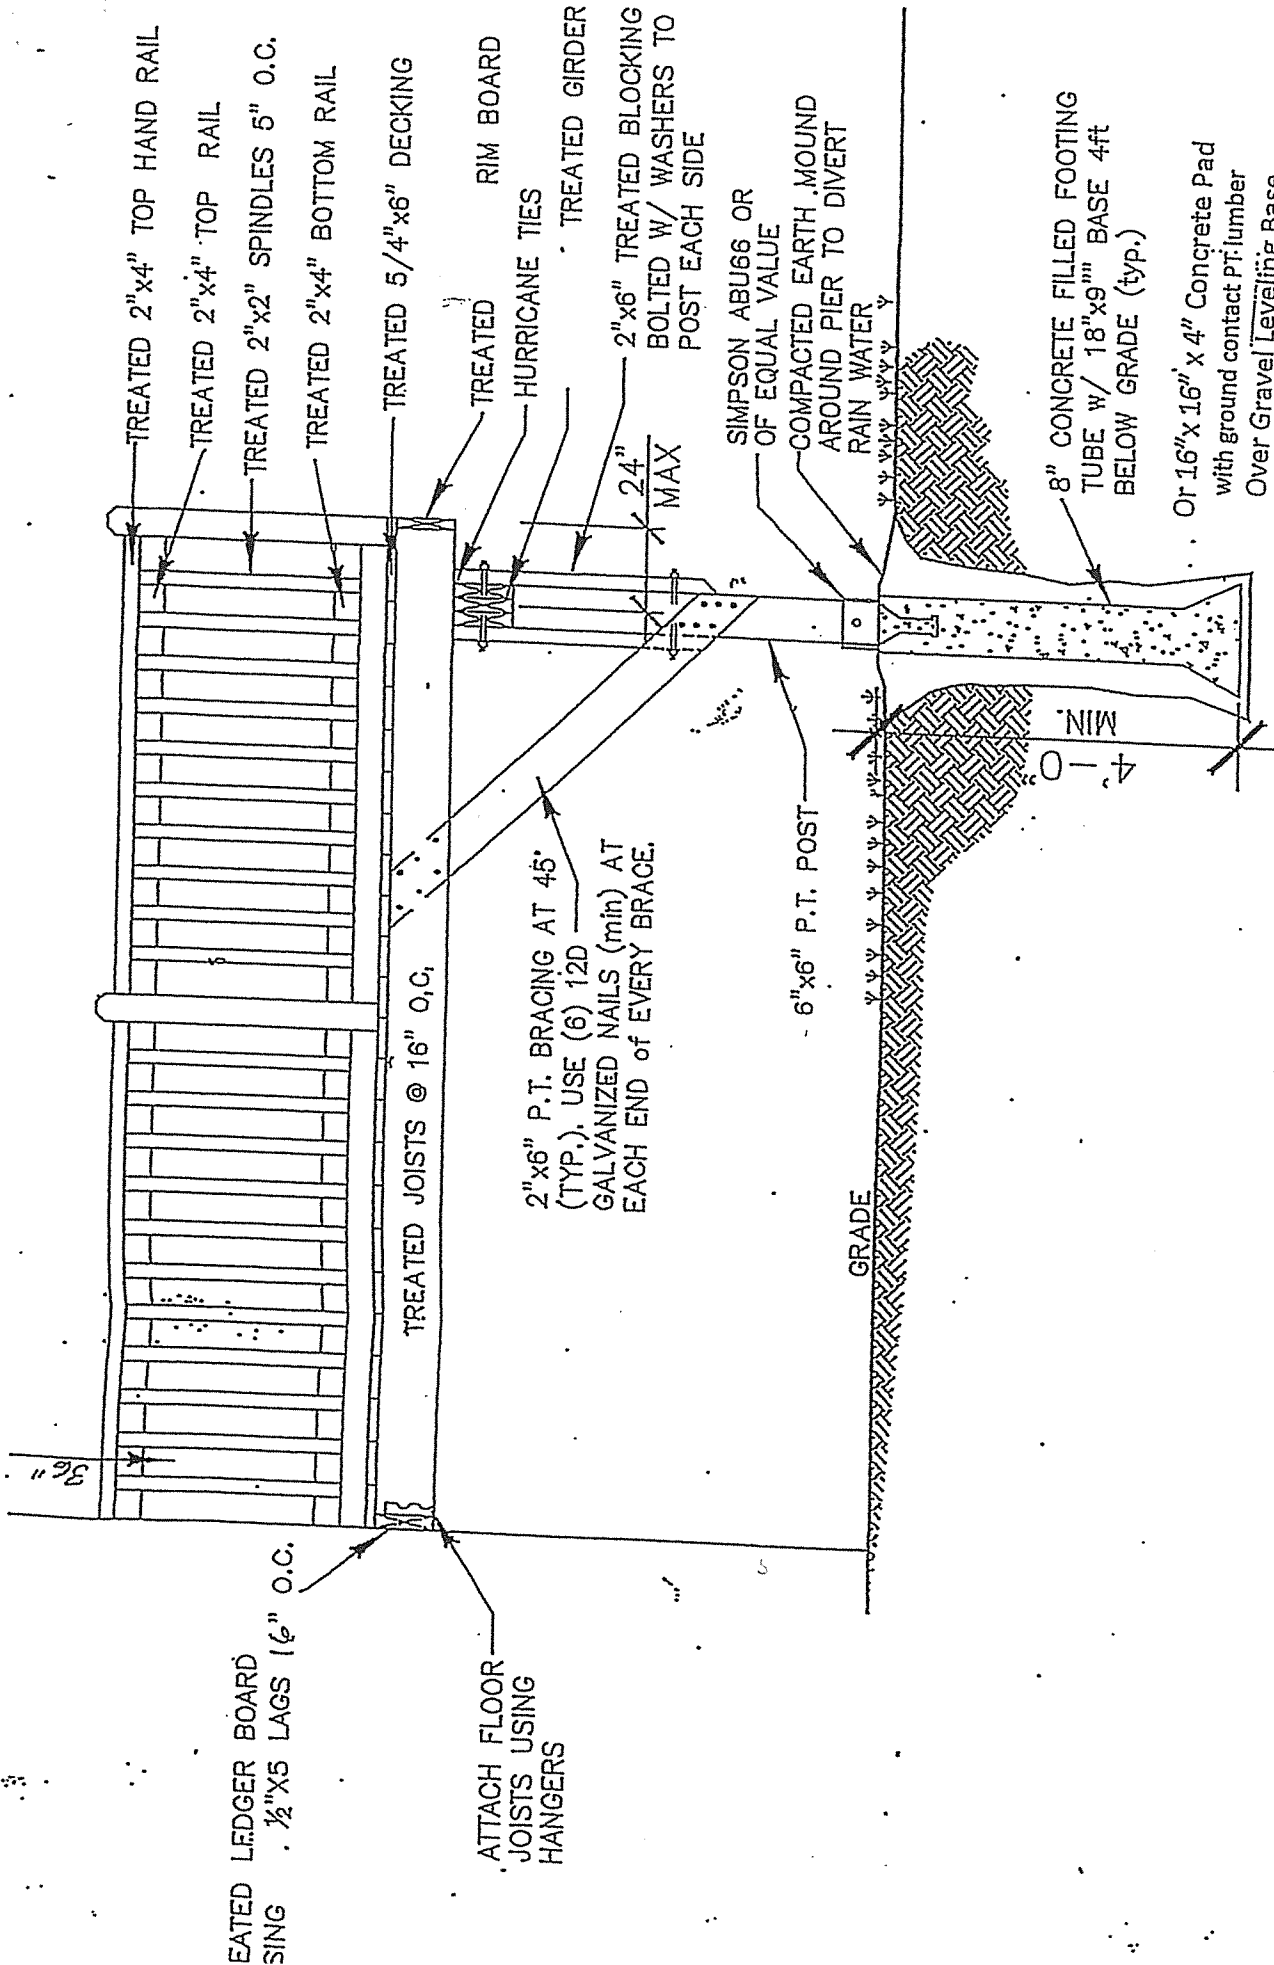 TREATED 2"x4" TOP HAND RAIL
TREATED 2"x4" TOP RAIL
TREATED 2"x2" SPINDLES 5" O.C.
TREATED 2"x4" BOTTOM RAIL
TREATED 5/4"x6" DECKING
TREATED RIM BOARD
HURRICANE TIES
TREATED GIRDER
2"x6" TREATED BLOCKING
BOLTED W/ WASHERS TO
POST EACH SIDE
24"
MAX
SIMPSON ABU66 OR
OF EQUAL VALUE
COMPACTED EARTH MOUND
AROUND PIER TO DIVERT
RAIN WATER
8" CONCRETE FILLED FOOTING
TUBE W/ 18"x9"" BASE 4ft
BELOW GRADE (typ.)
Or 16"x 16"x 4" Concrete Pad
with ground contact PT lumber
Over Gravel Leveling Base
36"
TREATED JOISTS @ 16" O,C,
2"x6" P.T. BRACING AT 45°
(TYP.). USE (6) 12D
GALVANIZED NAILS (min) AT
EACH END of EVERY BRACE.
6"x6" P.T. POST
GRADE
4'-0"
MIN.
EATED LEDGER BOARD
SING ½"X5 LAGS 16" O.C.
ATTACH FLOOR
JOISTS USING
HANGERS